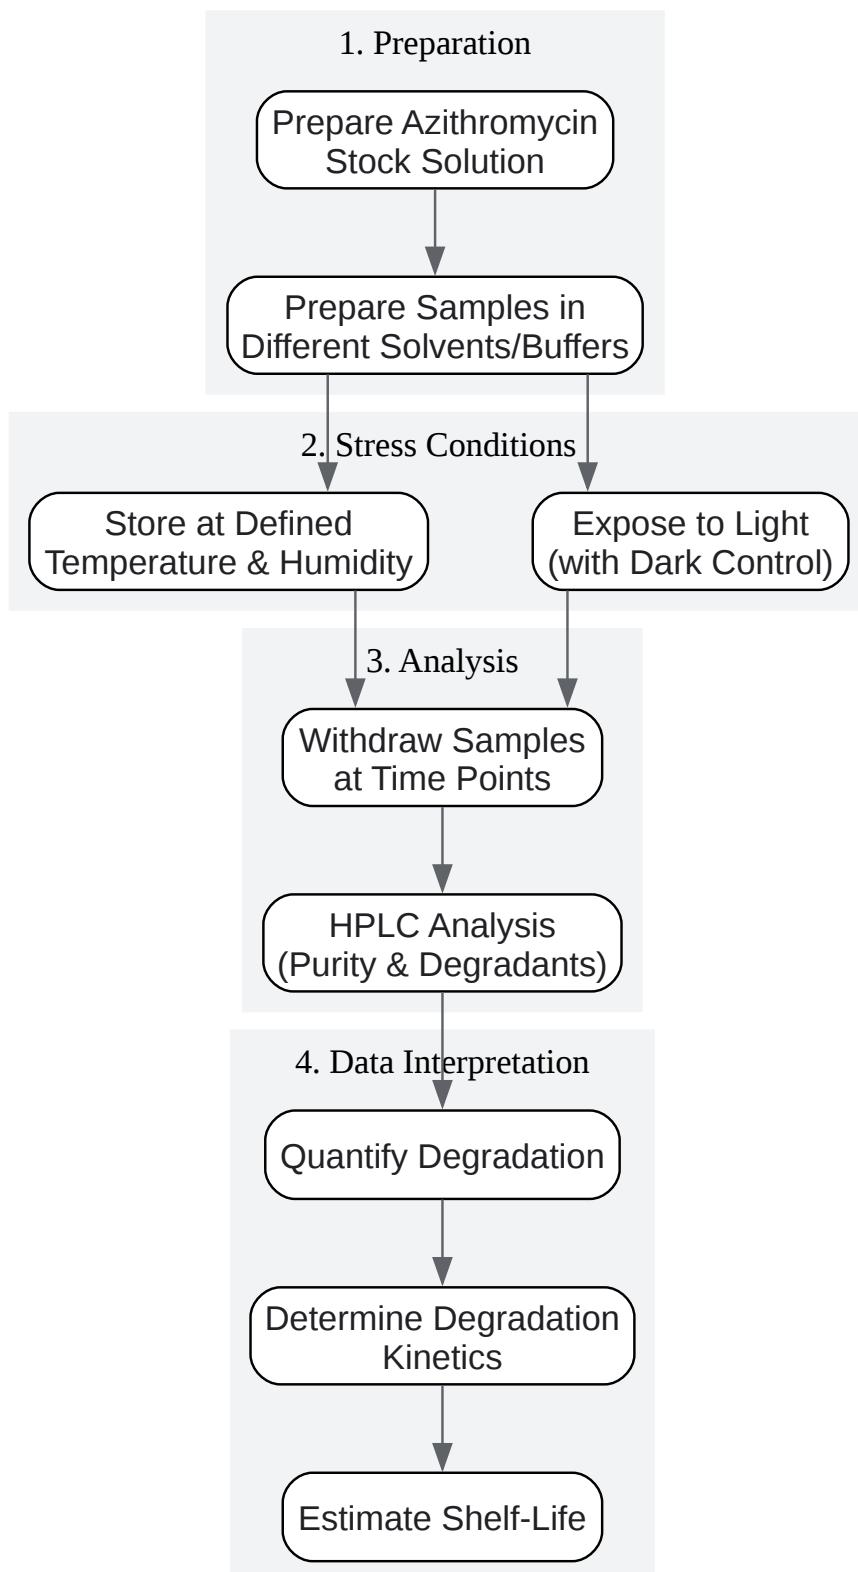 1. Preparation
Prepare Azithromycin
Stock Solution
Prepare Samples in
Different Solvents/Buffers
2. Stress Conditions
Store at Defined
Temperature & Humidity
Expose to Light
(with Dark Control)
3. Analysis
Withdraw Samples
at Time Points
HPLC Analysis
(Purity & Degradants)
4. Data Interpretation
Quantify Degradation
Determine Degradation
Kinetics
Estimate Shelf-Life